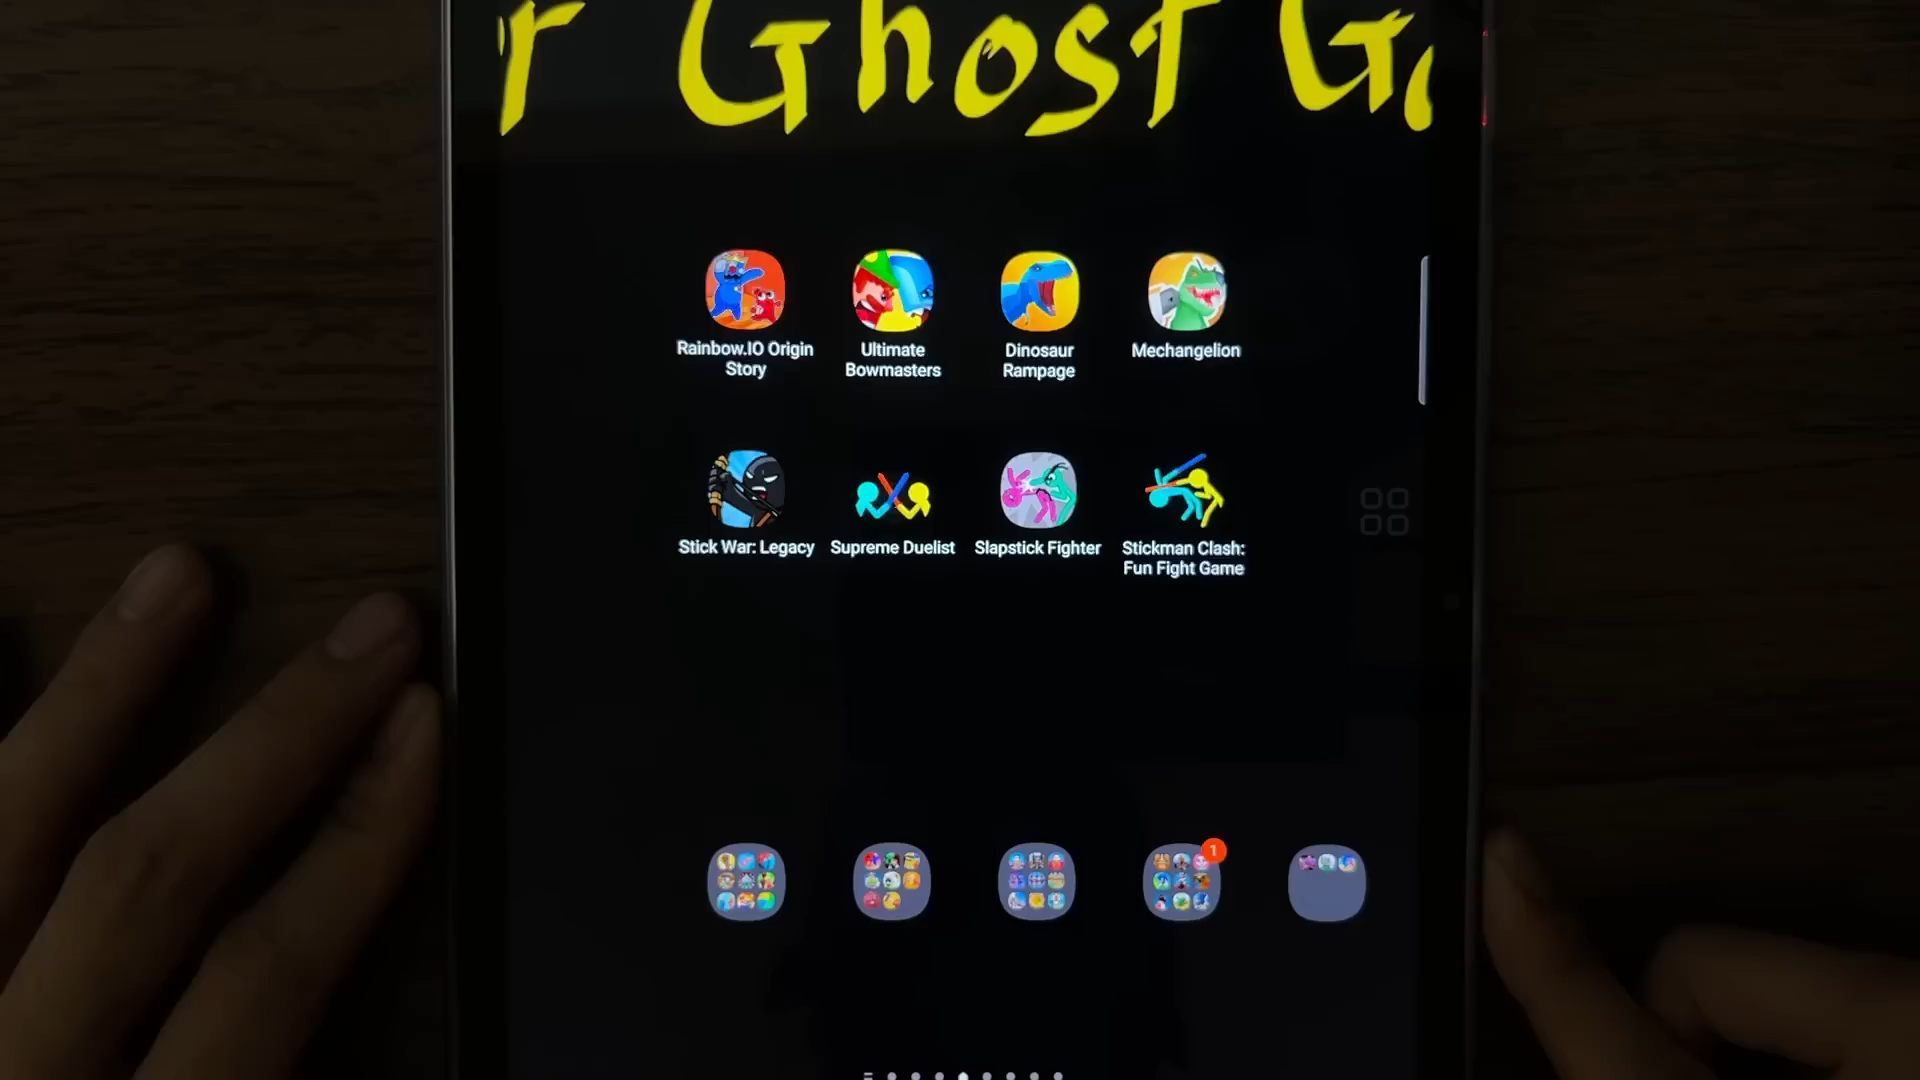 r Ghost Ga
Rainbow.IO Origin
Story
Ultimate
Bowmasters
Dinosaur
Rampage
Mechangelion
Stick War: Legacy
Supreme Duelist
Slapstick Fighter
Stickman Clash:
Fun Fight Game
1